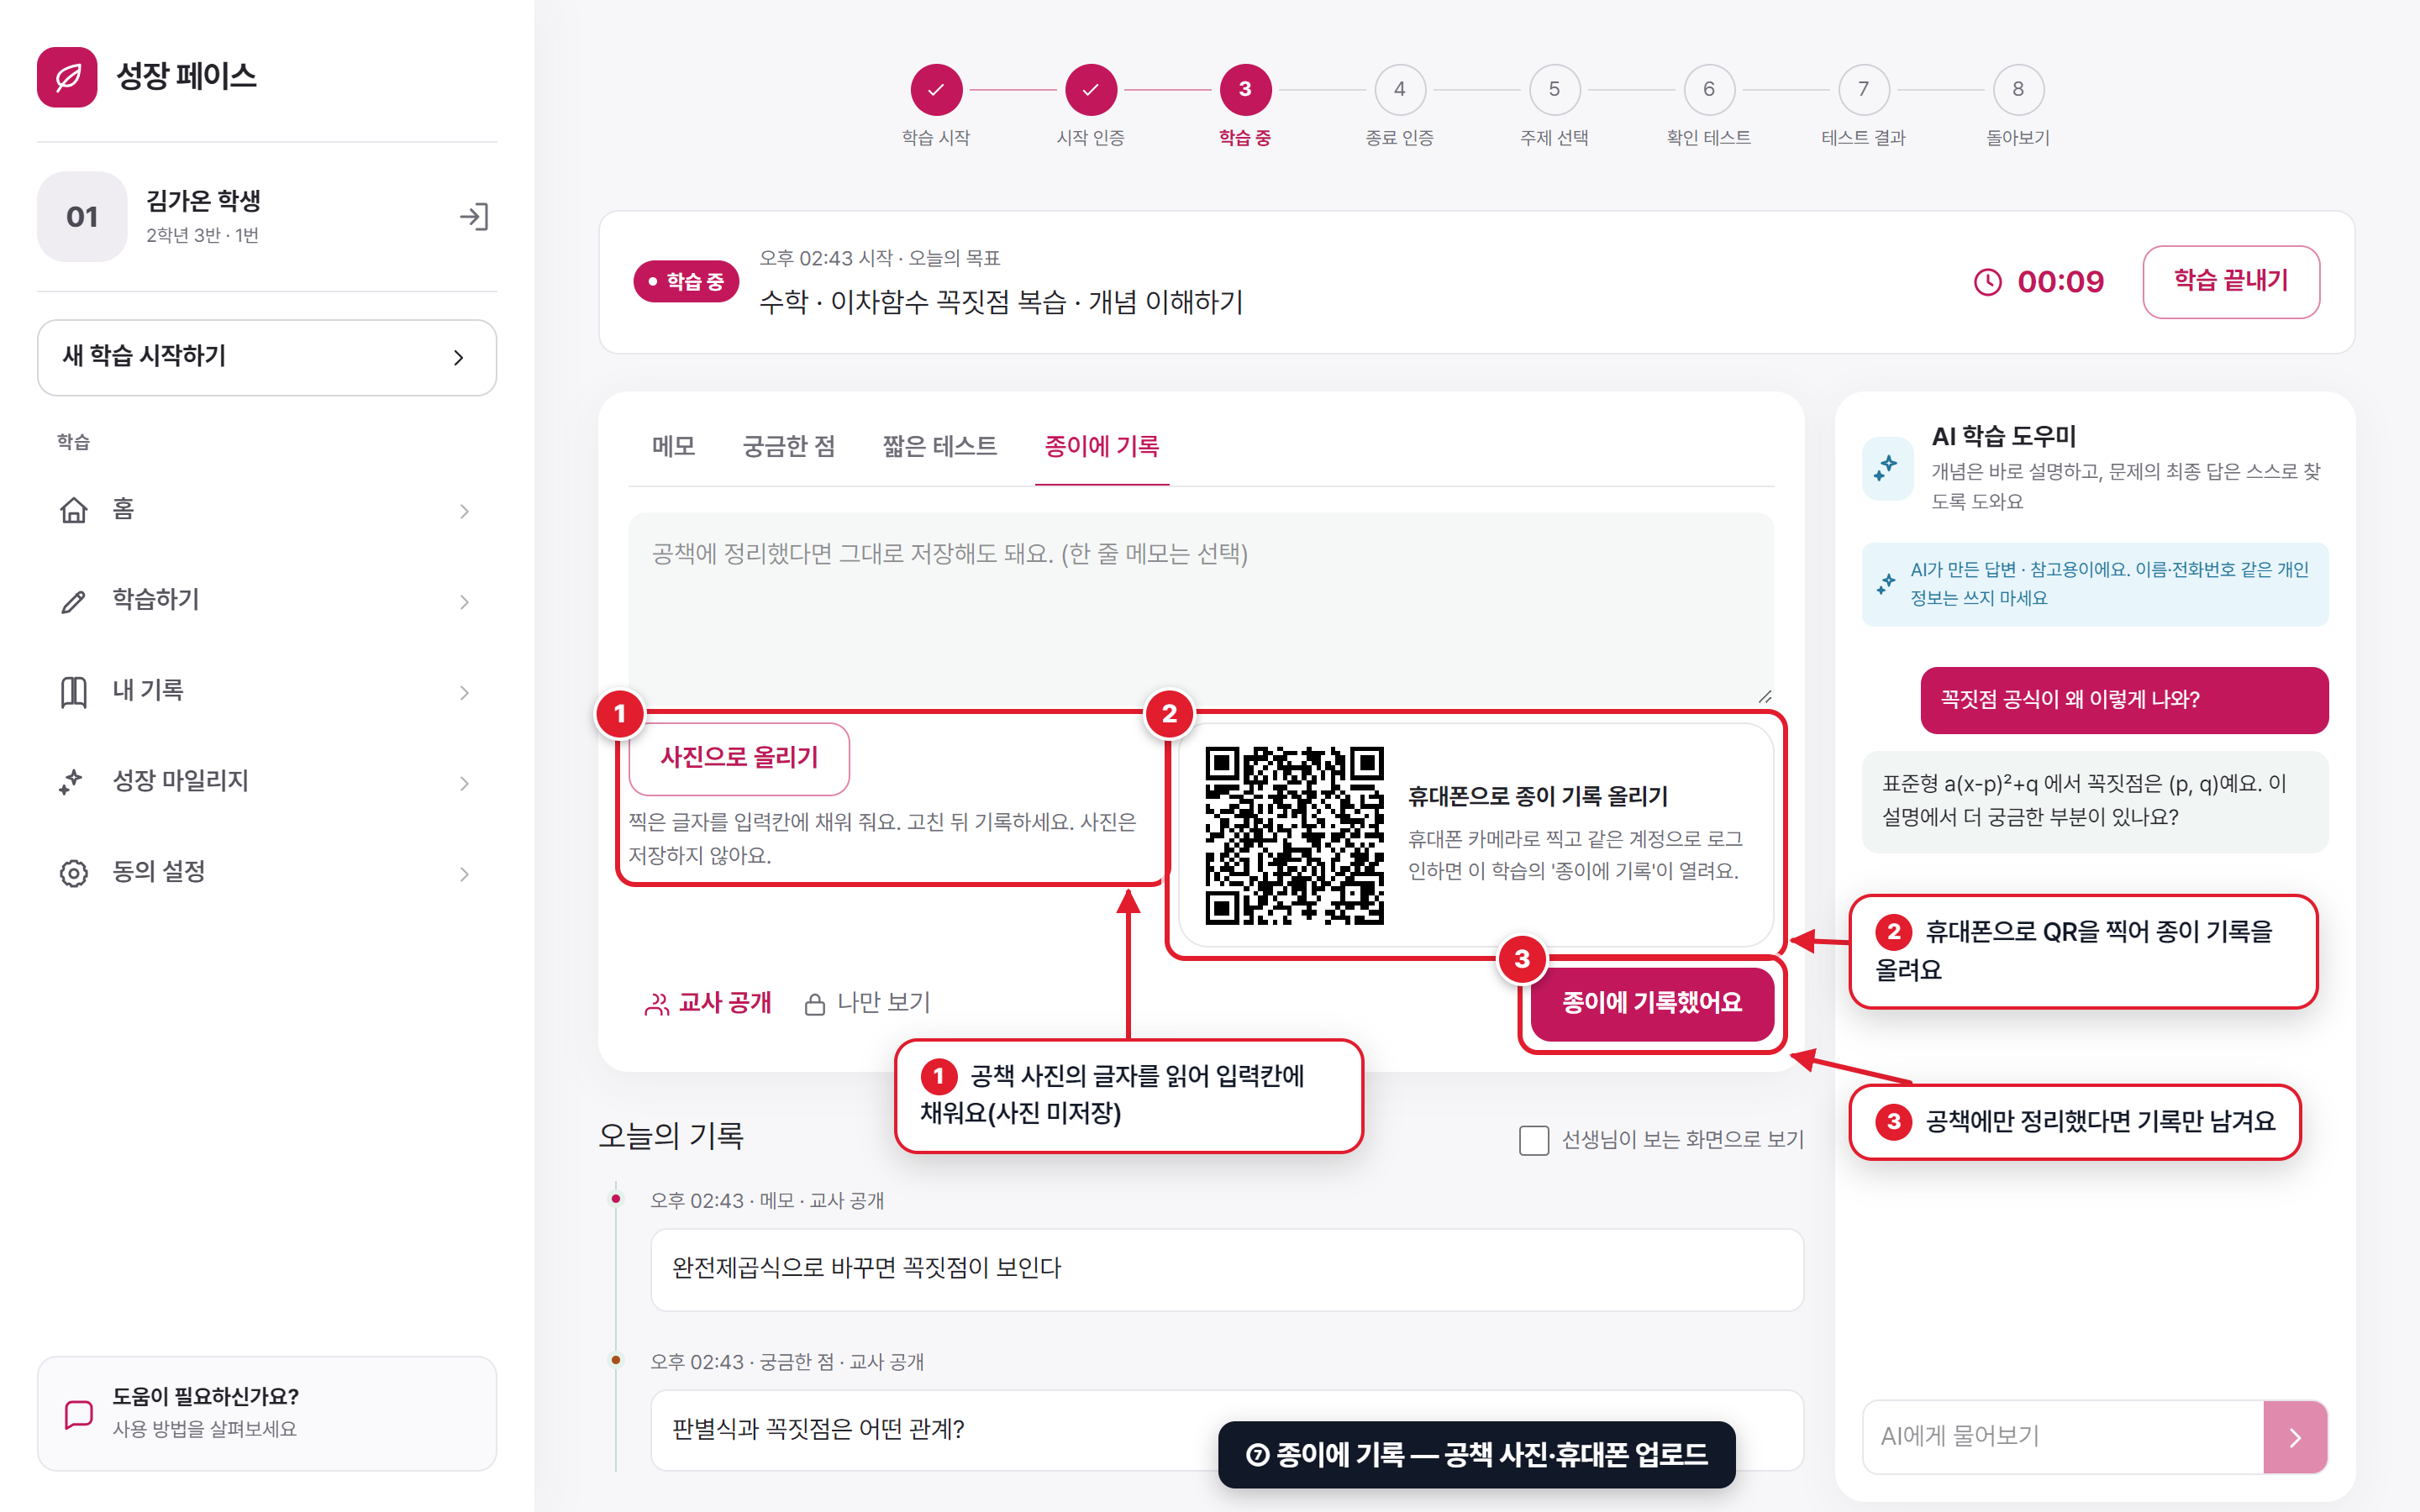 성장 페이스
01
김가온 학생
2학년 3반 · 1번
새 학습 시작하기
학습
홈
학습하기
내 기록
성장 마일리지
동의 설정
도움이 필요하신가요?
사용 방법을 살펴보세요
3
4
5
6
7
8
학습 시작
시작 인증
학습 중
종료 인증
주제 선택
확인 테스트
테스트 결과
돌아보기
학습 중
오후 02:43 시작 · 오늘의 목표
수학 · 이차함수 꼭짓점 복습 · 개념 이해하기
00:09
학습 끝내기
메모
궁금한 점
짧은 테스트
종이에 기록
공책에 정리했다면 그대로 저장해도 돼요. (한 줄 메모는 선택)
1
사진으로 올리기
찍은 글자를 입력칸에 채워 줘요. 고친 뒤 기록하세요. 사진은
저장하지 않아요.
2
휴대폰으로 종이 기록 올리기
휴대폰 카메라로 찍고 같은 계정으로 로그
인하면 이 학습의 '종이에 기록'이 열려요.
교사 공개
나만 보기
3
종이에 기록했어요
1 공책 사진의 글자를 읽어 입력칸에
채워요(사진 미저장)
오늘의 기록
선생님이 보는 화면으로 보기
오후 02:43 · 메모 · 교사 공개
완전제곱식으로 바꾸면 꼭짓점이 보인다
오후 02:43 · 궁금한 점 · 교사 공개
판별식과 꼭짓점은 어떤 관계?
⑦ 종이에 기록 — 공책 사진·휴대폰 업로드
AI 학습 도우미
개념은 바로 설명하고, 문제의 최종 답은 스스로 찾
도록 도와요
AI가 만든 답변 · 참고용이에요. 이름·전화번호 같은 개인
정보는 쓰지 마세요
꼭짓점 공식이 왜 이렇게 나와?
표준형 a(x-p)²+q 에서 꼭짓점은 (p, q)예요. 이
설명에서 더 궁금한 부분이 있나요?
2 휴대폰으로 QR을 찍어 종이 기록을
올려요
3 공책에만 정리했다면 기록만 남겨요
AI에게 물어보기